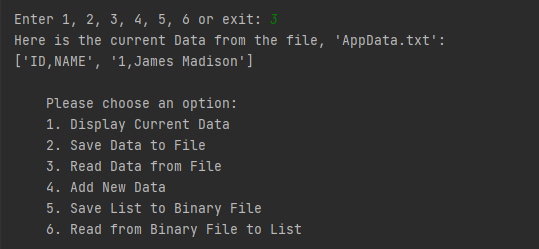 Enter 1, 2, 3, 4, 5, 6 or exit: 3
Here is the current Data from the file, 'AppData.txt':
['ID,NAME', '1,James Madison']
Please choose an option:
1. Display Current Data
2. Save Data to File
3. Read Data from File
4. Add New Data
5. Save List to Binary File
6. Read from Binary File to List